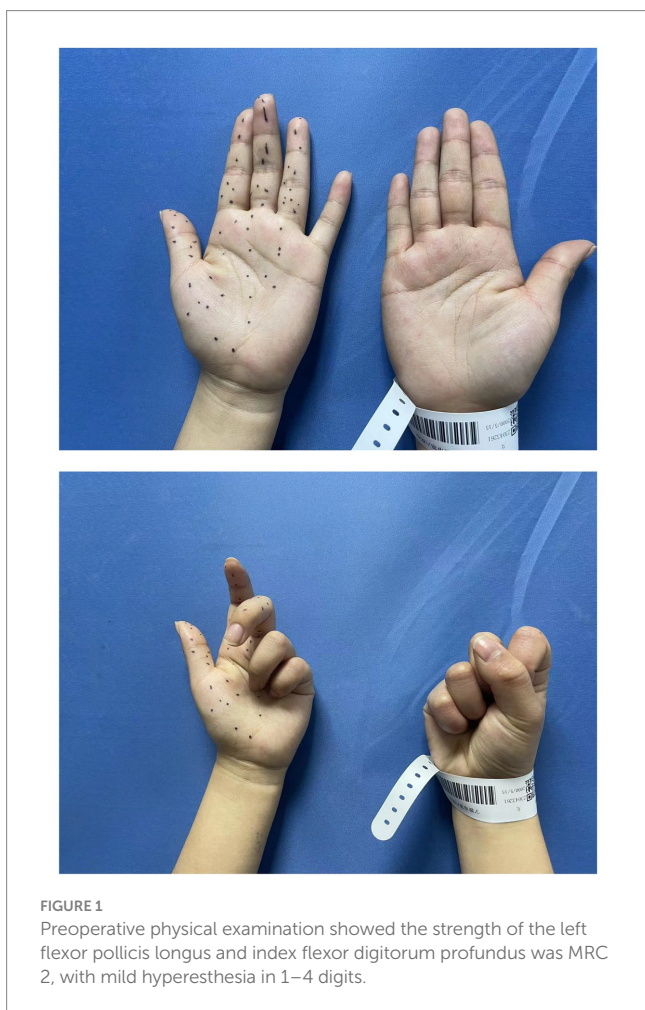 FIGURE 1
Preoperative physical examination showed the strength of the left
flexor pollicis longus and index flexor digitorum profundus was MRC
2, with mild hyperesthesia in 1–4 digits.